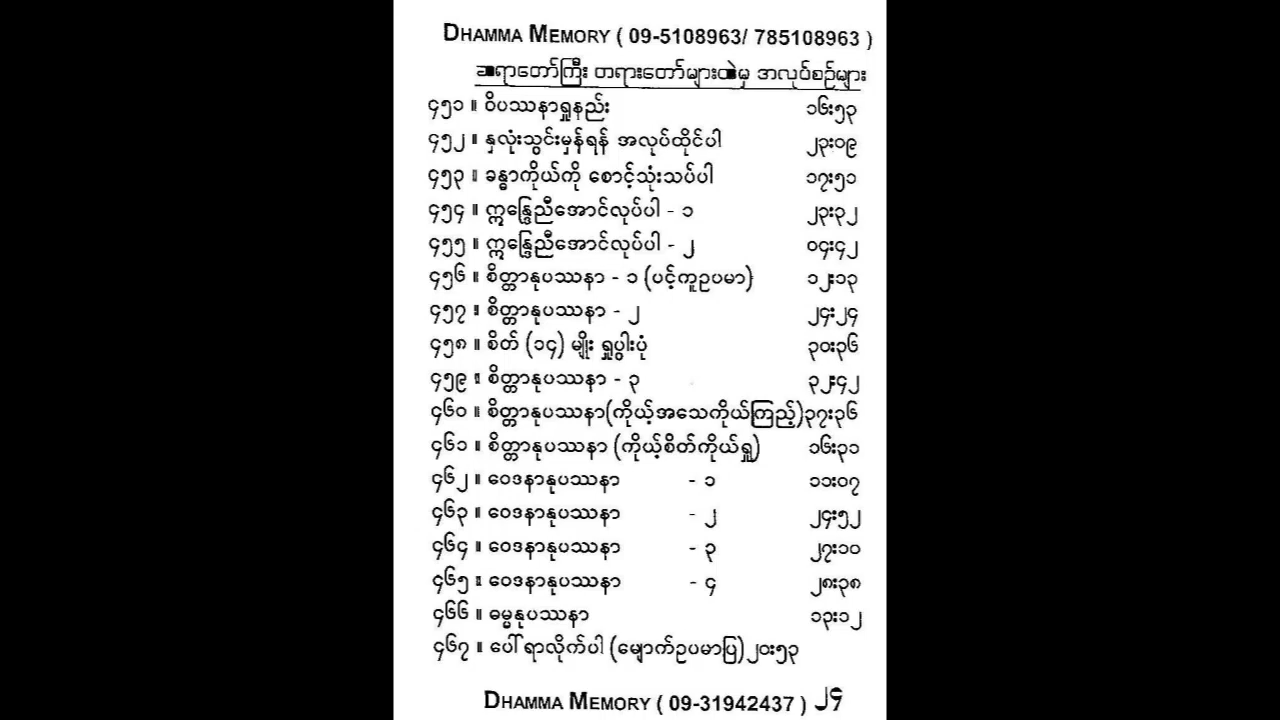 DHAMMA MEMORY ( 09-5108963/ 785108963 )
ဆရာတော်ကြီး တရားတော်များထဲမှ အလုပ်စဉ်များ
၄၅၁ ။ ဝိပဿနာရှုနည်း ၁၆း၅၃
၄၅၂ ။ နှလုံးသွင်းမှန်ရန် အလုပ်ထိုင်ပါ ၂၃း၀၉
၄၅၃ ။ ခန္ဓာကိုယ်ကို စောင့်သုံးသပ်ပါ ၁၇း၅၁
၄၅၄ ။ ဣန္ဒြေညီအောင်လုပ်ပါ - ၁ ၂၃း၃၂
၄၅၅ ။ ဣန္ဒြေညီအောင်လုပ်ပါ - ၂ ၀၄း၄၂
၄၅၆ ။ စိတ္တာနုပဿနာ - ၁ (ပင့်ကူဥပမာ) ၁၂း၁၃
၄၅၇ ။ စိတ္တာနုပဿနာ - ၂ ၂၄း၂၄
၄၅၈ ။ စိတ် (၁၄) မျိုး ရှုပွါးပုံ ၃၀း၃၆
၄၅၉ ။ စိတ္တာနုပဿနာ - ၃ ၃၂း၄၂
၄၆၀ ။ စိတ္တာနုပဿနာ(ကိုယ့်အသေကိုယ်ကြည့်)၃၇း၃၆
၄၆၁ ။ စိတ္တာနုပဿနာ (ကိုယ့်စိတ်ကိုယ်ရှု) ၁၆း၃၁
၄၆၂ ။ ဝေဒနာနုပဿနာ - ၁ ၁၁း၀၇
၄၆၃ ။ ဝေဒနာနုပဿနာ - ၂ ၂၄း၅၂
၄၆၄ ။ ဝေဒနာနုပဿနာ - ၃ ၂၇း၁၀
၄၆၅ ။ ဝေဒနာနုပဿနာ - ၄ ၂၈း၃၈
၄၆၆ ။ ဓမ္မနုပဿနာ ၁၃း၁၂
၄၆၇ ။ ပေါ်ရာလိုက်ပါ (မျောက်ဥပမာပြ)၂၀း၅၃
DHAMMA MEMORY ( 09-31942437 ) ၂၄